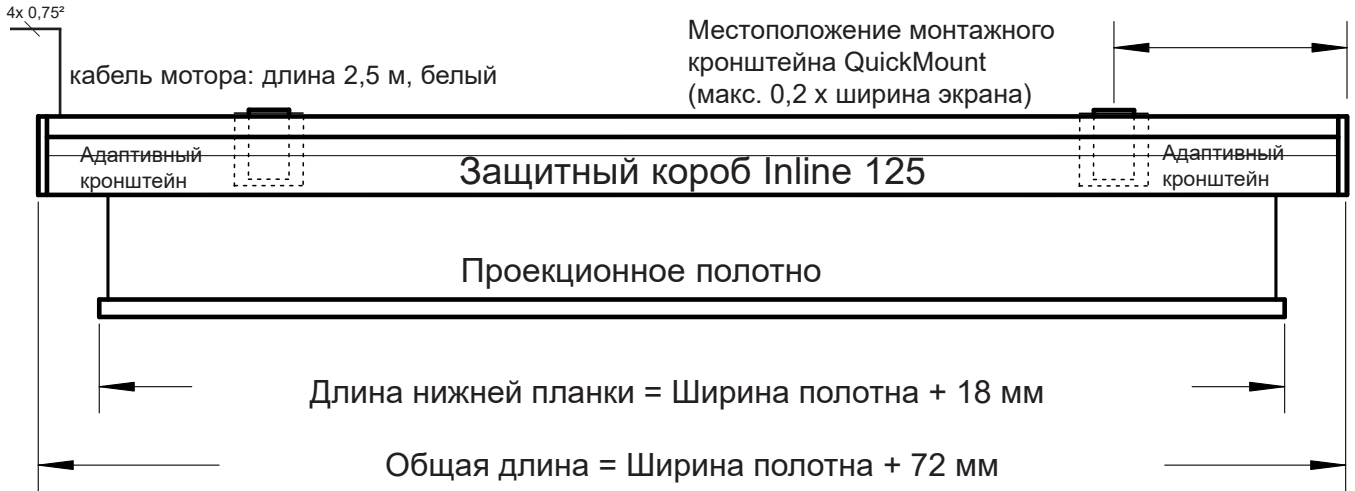 4x 0,75²
кабель мотора: длина 2,5 м, белый
Местоположение монтажного
кронштейна QuickMount
(макс. 0,2 x ширина экрана)
Адаптивный
кронштейн
Защитный короб Inline 125
Адаптивный
кронштейн
Проекционное полотно
Длина нижней планки = Ширина полотна + 18 мм
Общая длина = Ширина полотна + 72 мм